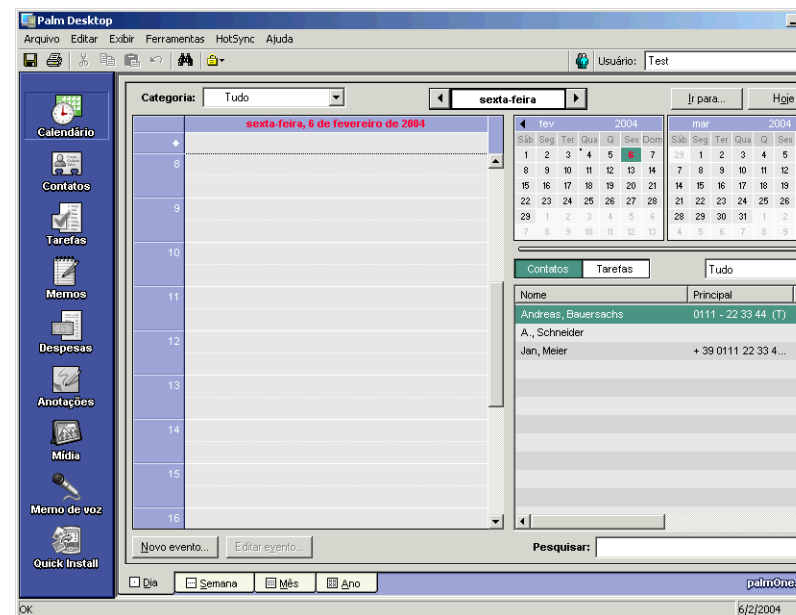 Palm Desktop
Arquivo Editar Exibir Ferramentas HotSync Ajuda
Usuário: Test
Categoria: Tudo
sexta-feira
Ir para...
Hoje
Calendário
Contatos
Tarefas
Memos
Despesas
Anotações
Mídia
Memo de voz
Quick Install
sexta-feira, 6 de fevereiro de 2004
8
9
10
11
12
13
14
15
16
fev 2004
Sáb Seg Ter Qua Q Sex Dom
1 2 3 4 5 6 7
8 9 10 11 12 13 14
15 16 17 18 19 20 21
22 23 24 25 26 27 28
29 1 2 3 4 5 6
7 8 9 10 11 12 13
mar 2004
Sáb Seg Ter Qua Q Sex
29 1 2 3 4 5
7 8 9 10 11 12
14 15 16 17 18 19
21 22 23 24 25 26
28 29 30 31 1 2
4 5 6 7 8 9
Contatos Tarefas Tudo
Nome Principal
Andreas, Bauersachs 0111 - 22 33 44 (T)
A., Schneider
Jan, Meier + 39 0111 22 33 4...
Novo evento... Editar evento...
Pesquisar:
Dia Semana Mês Ano
palmOne
OK
6/2/2004